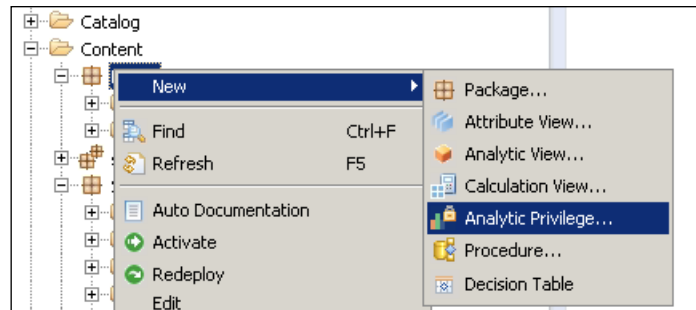 Catalog
Content
New
Find Ctrl+F
Refresh F5
Auto Documentation
Activate
Redeploy
Edit
Package...
Attribute View...
Analytic View...
Calculation View...
Analytic Privilege...
Procedure...
Decision Table